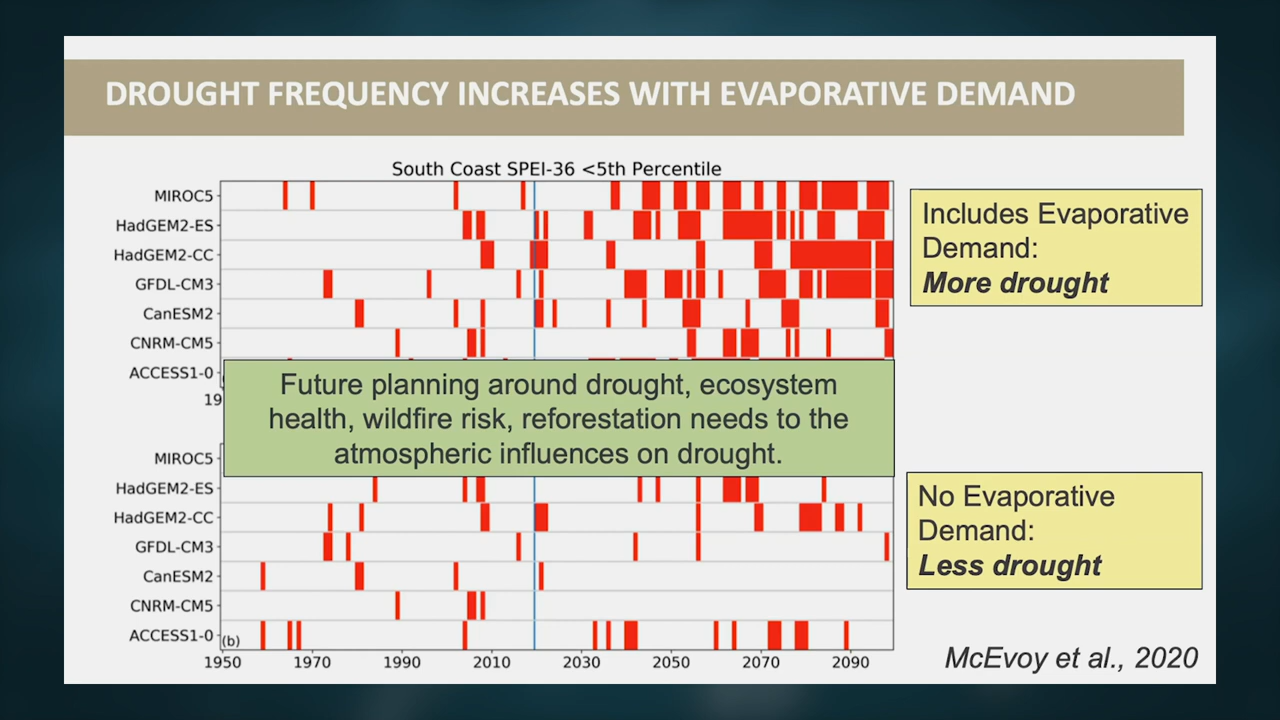 DROUGHT FREQUENCY INCREASES WITH EVAPORATIVE DEMAND
South Coast SPEI-36 <5th Percentile
MIROC5
HadGEM2-ES
HadGEM2-CC
GFDL-CM3
CanESM2
CNRM-CM5
ACCESS1-0
19
Includes Evaporative
Demand:
More drought
Future planning around drought, ecosystem
health, wildfire risk, reforestation needs to the
atmospheric influences on drought.
MIROC5
HadGEM2-ES
HadGEM2-CC
GFDL-CM3
CanESM2
CNRM-CM5
ACCESS1-0
(b)
1950 1970 1990 2010 2030 2050 2070 2090
No Evaporative
Demand:
Less drought
McEvoy et al., 2020